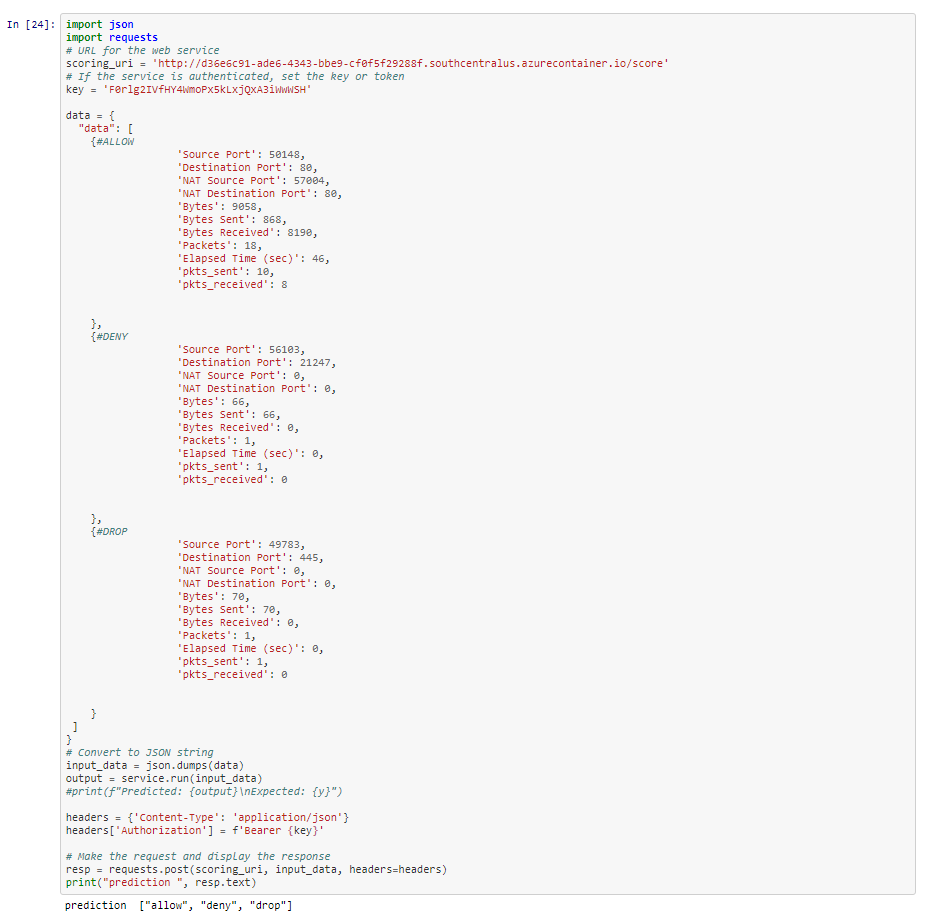 In [24]: import json
import requests
# URL for the web service
scoring_uri = 'http://d36e6c91-ade6-4343-bbe9-cf0f5f29288f.southcentralus.azurecontainer.io/score'
# If the service is authenticated, set the key or token
key = 'F0rlg2IVfHY4WmoPx5kLxjQxA3iWwWSH'
data = {
"data": [
{#ALLOW
'Source Port': 50148,
'Destination Port': 80,
'NAT Source Port': 57004,
'NAT Destination Port': 80,
'Bytes': 9058,
'Bytes Sent': 868,
'Bytes Received': 8190,
'Packets': 18,
'Elapsed Time (sec)': 46,
'pkts_sent': 10,
'pkts_received': 8
},
{#DENY
'Source Port': 56103,
'Destination Port': 21247,
'NAT Source Port': 0,
'NAT Destination Port': 0,
'Bytes': 66,
'Bytes Sent': 66,
'Bytes Received': 0,
'Packets': 1,
'Elapsed Time (sec)': 0,
'pkts_sent': 1,
'pkts_received': 0
},
{#DROP
'Source Port': 49783,
'Destination Port': 445,
'NAT Source Port': 0,
'NAT Destination Port': 0,
'Bytes': 70,
'Bytes Sent': 70,
'Bytes Received': 0,
'Packets': 1,
'Elapsed Time (sec)': 0,
'pkts_sent': 1,
'pkts_received': 0
}
]
}
# Convert to JSON string
input_data = json.dumps(data)
output = service.run(input_data)
#print(f"Predicted: {output}\nExpected: {y}")
headers = {'Content-Type': 'application/json'}
headers['Authorization'] = f'Bearer {key}'
# Make the request and display the response
resp = requests.post(scoring_uri, input_data, headers=headers)
print("prediction ", resp.text)
prediction  ["allow", "deny", "drop"]